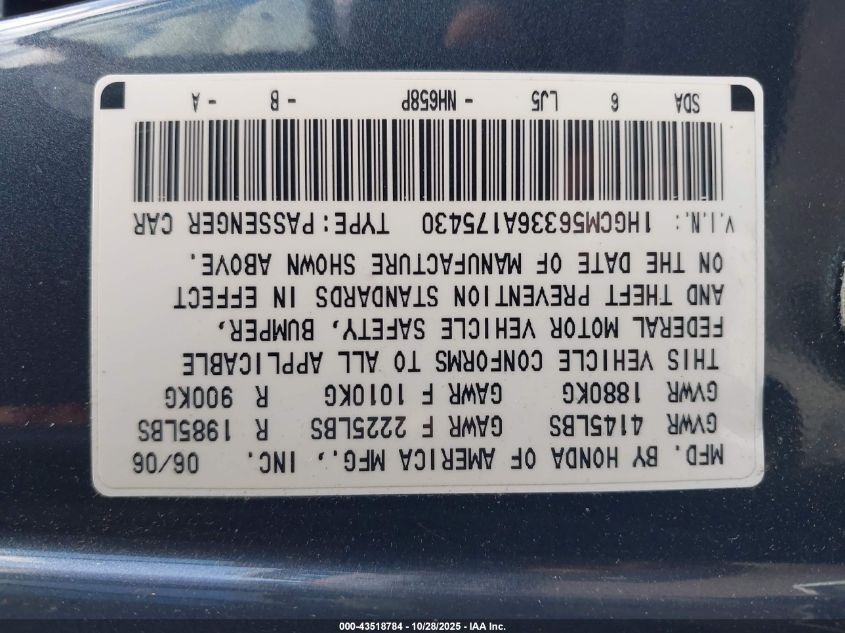 MFD. BY HONDA OF AMERICA MFG., INC. 06/06
GVWR 4145LBS GAWR F 2225LBS R 1985LBS
GVWR 1880KG GAWR F 1010KG R 900KG
THIS VEHICLE CONFORMS TO ALL APPLICABLE
FEDERAL MOTOR VEHICLE SAFETY, BUMPER,
AND THEFT PREVENTION STANDARDS IN EFFECT
ON THE DATE OF MANUFACTURE SHOWN ABOVE.
V.I.N.: 1HGCM56336A175430 TYPE: PASSENGER CAR
SDA 6 LJ5 - NH658P - B - A
000-43518784 - 10/28/2025 - IAA Inc.